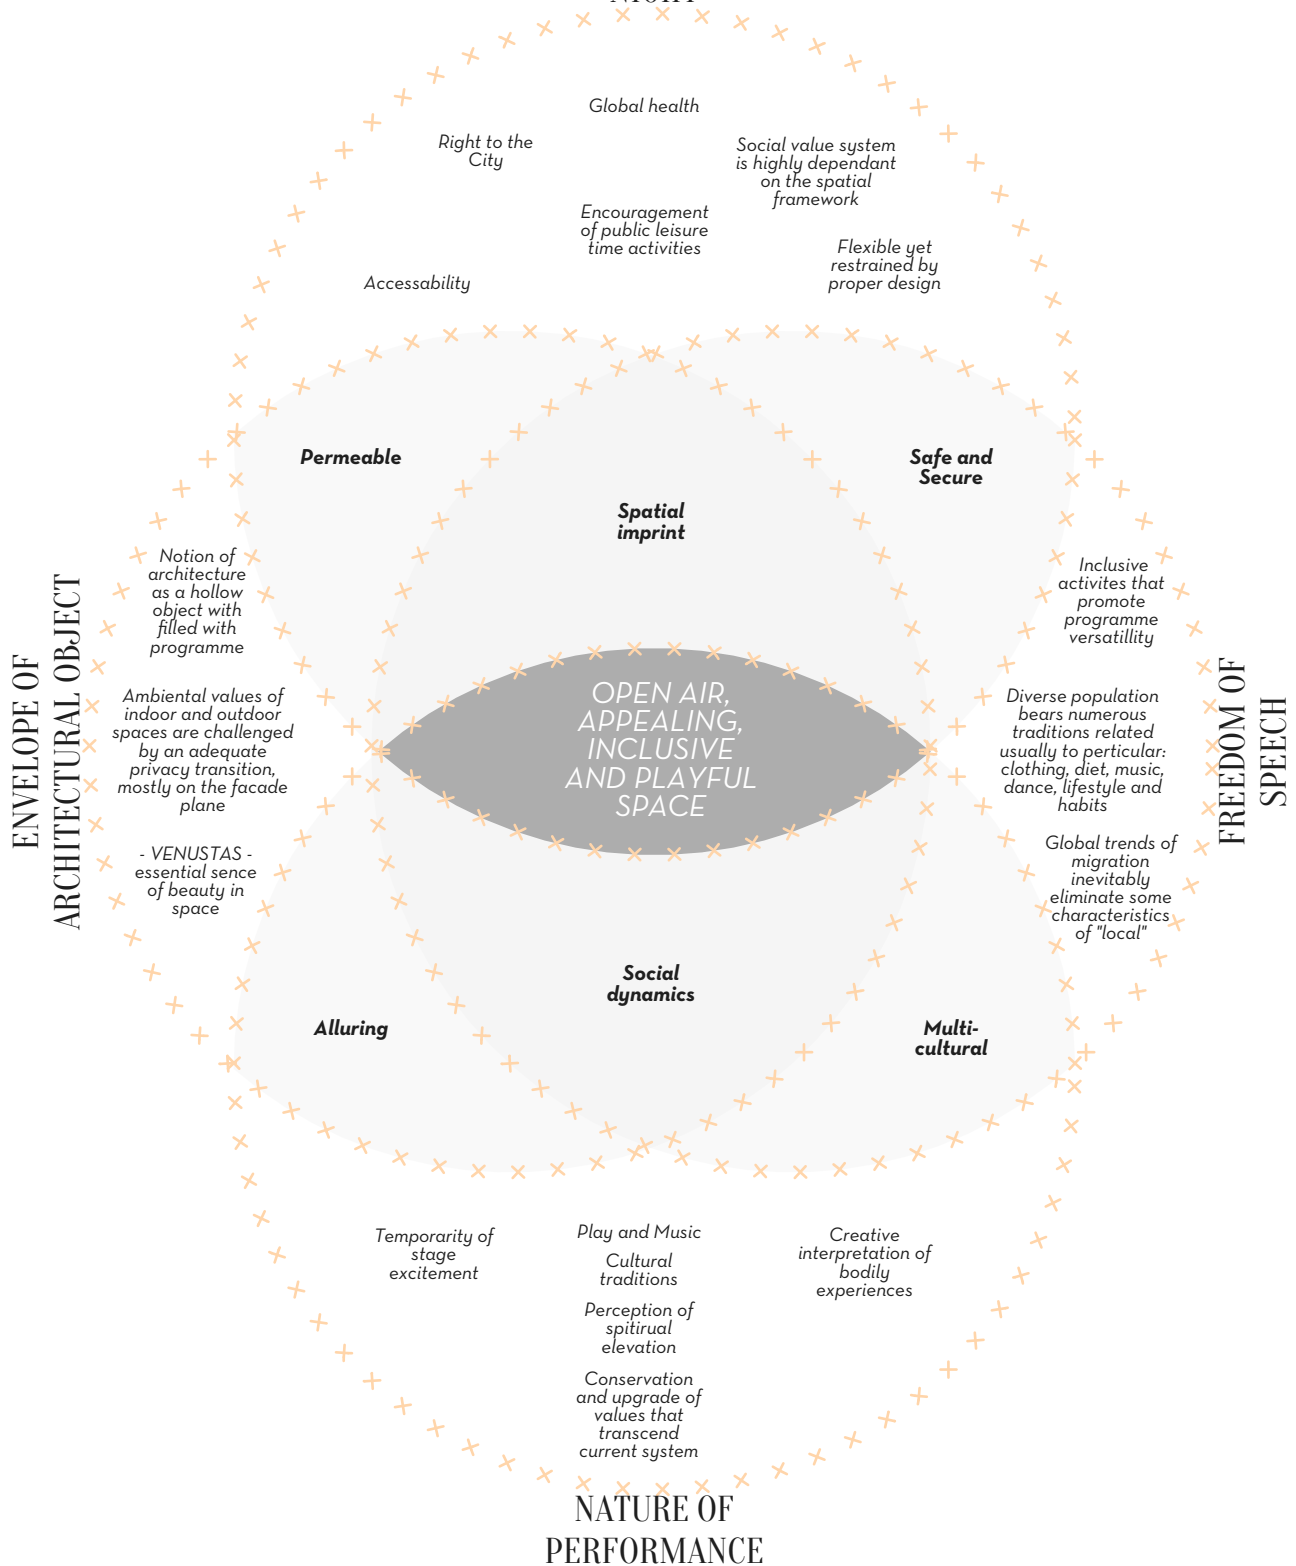 Global health
Right to the
City
Social value system
is highly dependant
on the spatial
framework
Encouragement
of public leisure
time activities
Flexible yet
restrained by
proper design
Accessability
Permeable
Safe and
Secure
Spatial
imprint
Notion of
architecture
as a hollow
object with
filled with
programme
Inclusive
activites that
promote
programme
versatillity
ENVELOPE OF
ARCHITECTURAL OBJECT
Ambiental values of
indoor and outdoor
spaces are challenged
by an adequate
privacy transition,
mostly on the facade
plane
OPEN AIR,
APPEALING,
INCLUSIVE
AND PLAYFUL
SPACE
Diverse population
bears numerous
traditions related
usually to perticular:
clothing, diet, music,
dance, lifestyle and
habits
FREEDOM OF
SPEECH
- VENUSTAS -
essential sence
of beauty in
space
Global trends of
migration
inevitably
eliminate some
characteristics
of "local"
Social
dynamics
Alluring
Multi-
cultural
Temporarity of
stage
excitement
Play and Music
Cultural
traditions
Perception of
spitirual
elevation
Conservation
and upgrade of
values that
transcend
current system
Creative
interpretation of
bodily
experiences
NATURE OF
PERFORMANCE